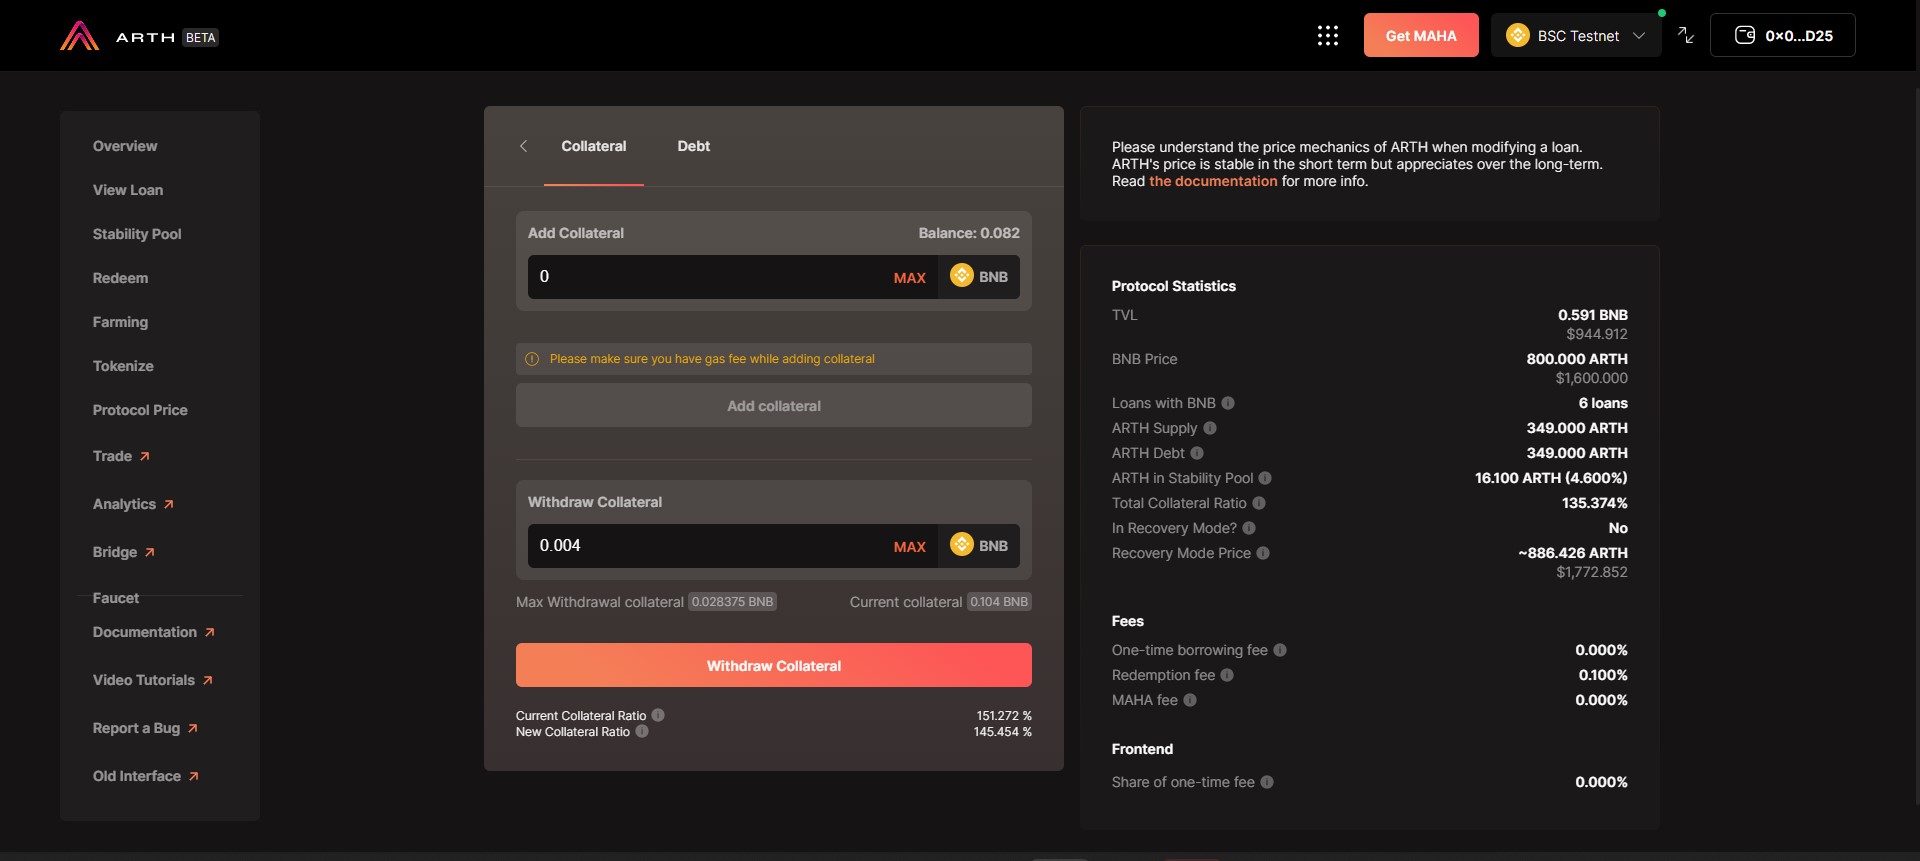 ARTH BETA
Get MAHA
BSC Testnet
0×0...D25
Overview
View Loan
Stability Pool
Redeem
Farming
Tokenize
Protocol Price
Trade
Analytics
Bridge
Faucet
Documentation
Video Tutorials
Report a Bug
Old Interface
Collateral Debt
Add Collateral Balance: 0.082
0 MAX BNB
Please make sure you have gas fee while adding collateral
Add collateral
Withdraw Collateral
0.004 MAX BNB
Max Withdrawal collateral 0.028375 BNB Current collateral 0.104 BNB
Withdraw Collateral
Current Collateral Ratio 151.272 %
New Collateral Ratio 145.454 %
Please understand the price mechanics of ARTH when modifying a loan.
ARTH's price is stable in the short term but appreciates over the long-term.
Read the documentation for more info.
Protocol Statistics
TVL 0.591 BNB
$944.912
BNB Price 800.000 ARTH
$1,600.000
Loans with BNB 6 loans
ARTH Supply 349.000 ARTH
ARTH Debt 349.000 ARTH
ARTH in Stability Pool 16.100 ARTH (4.600%)
Total Collateral Ratio 135.374%
In Recovery Mode? No
Recovery Mode Price ~886.426 ARTH
$1,772.852
Fees
One-time borrowing fee 0.000%
Redemption fee 0.100%
MAHA fee 0.000%
Frontend
Share of one-time fee 0.000%